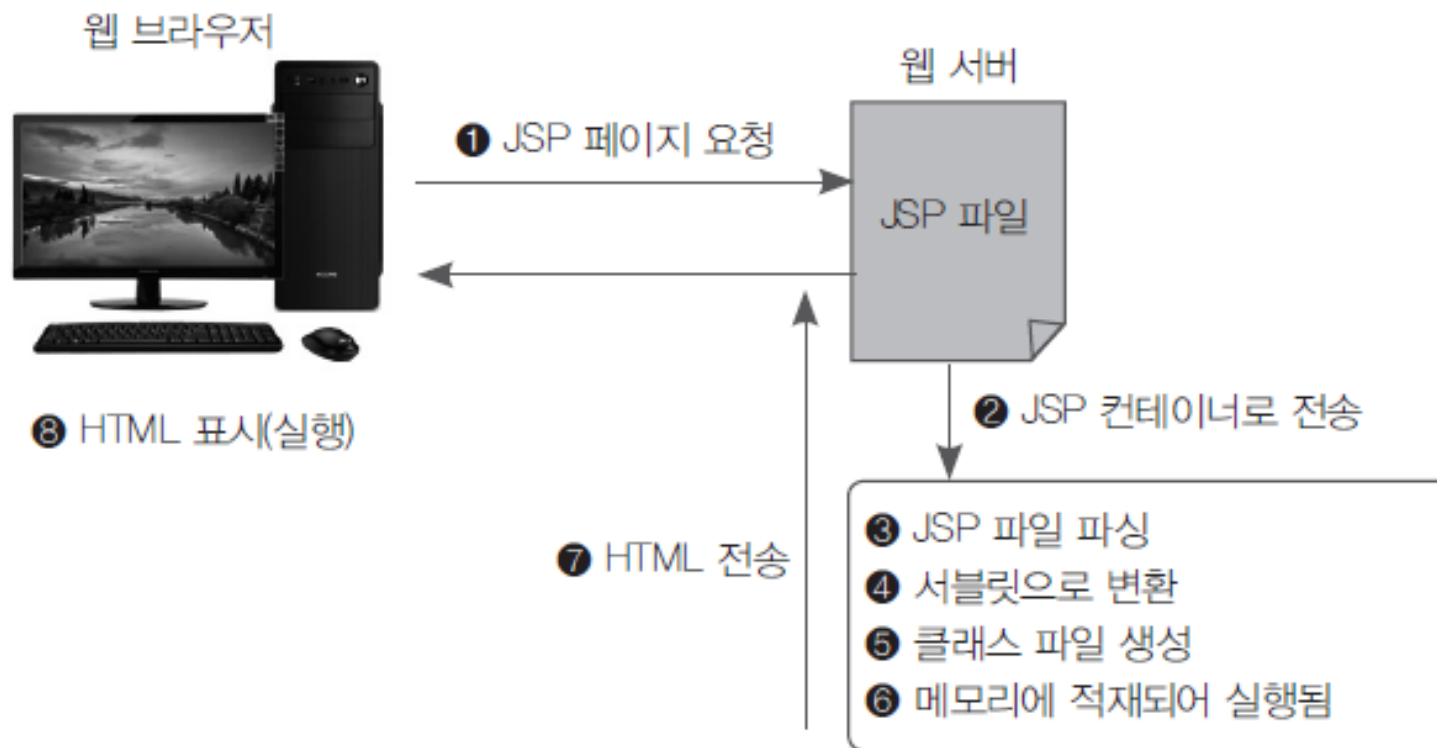 웹 브라우저
웹 서버
❶ JSP 페이지 요청
JSP 파일
❷ JSP 컨테이너로 전송
❽ HTML 표시(실행)
❸ JSP 파일 파싱
❼ HTML 전송
❹ 서블릿으로 변환
❺ 클래스 파일 생성
❻ 메모리에 적재되어 실행됨